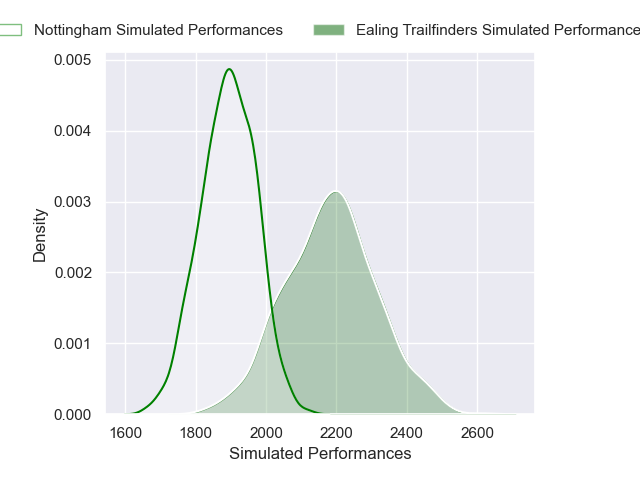 Nottingham Simulated Performances
Ealing Trailfinders Simulated Performance
0.005
0.004
0.003
0.002
0.001
0.000
Density
1600 1800 2000 2200 2400 2600
Simulated Performances